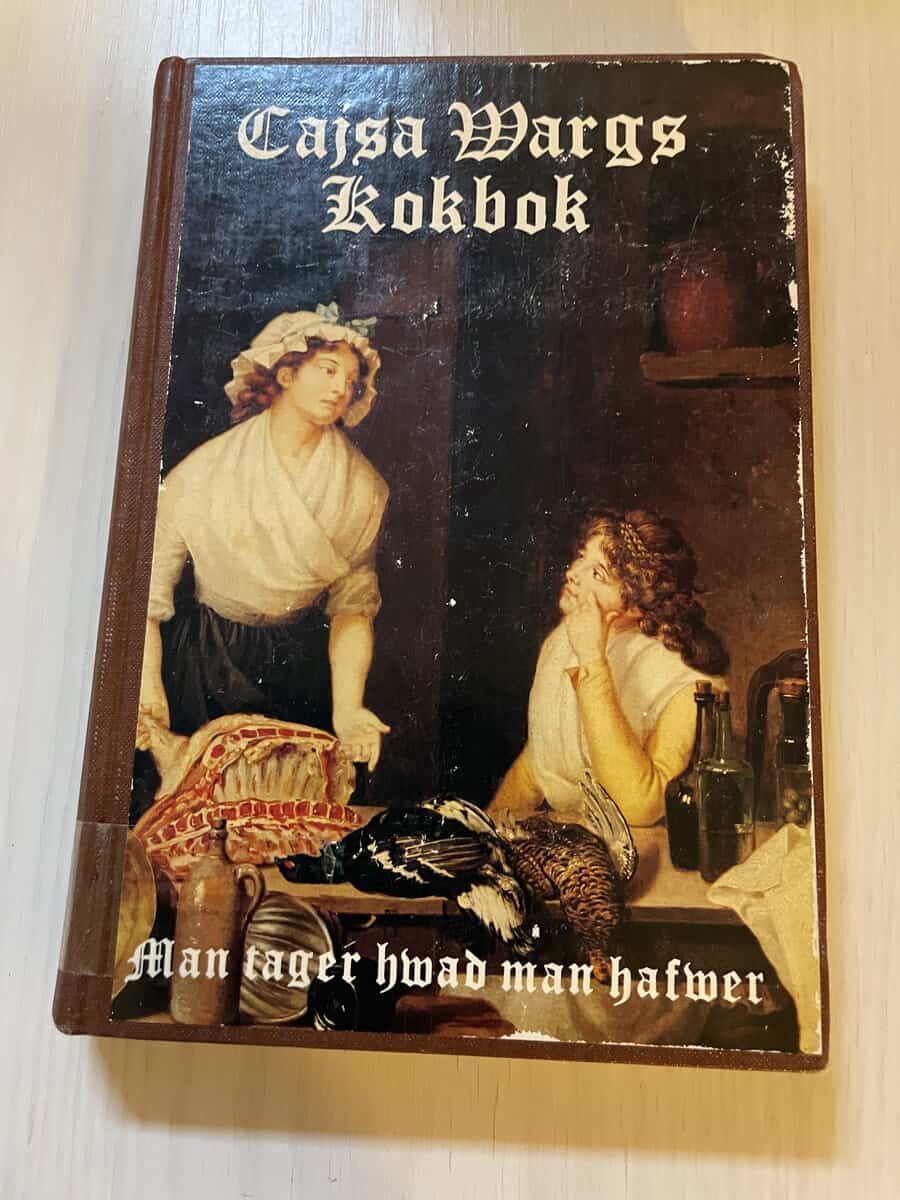 Cajsa Wargs
Kokbok
Man tager hwad man hafwer